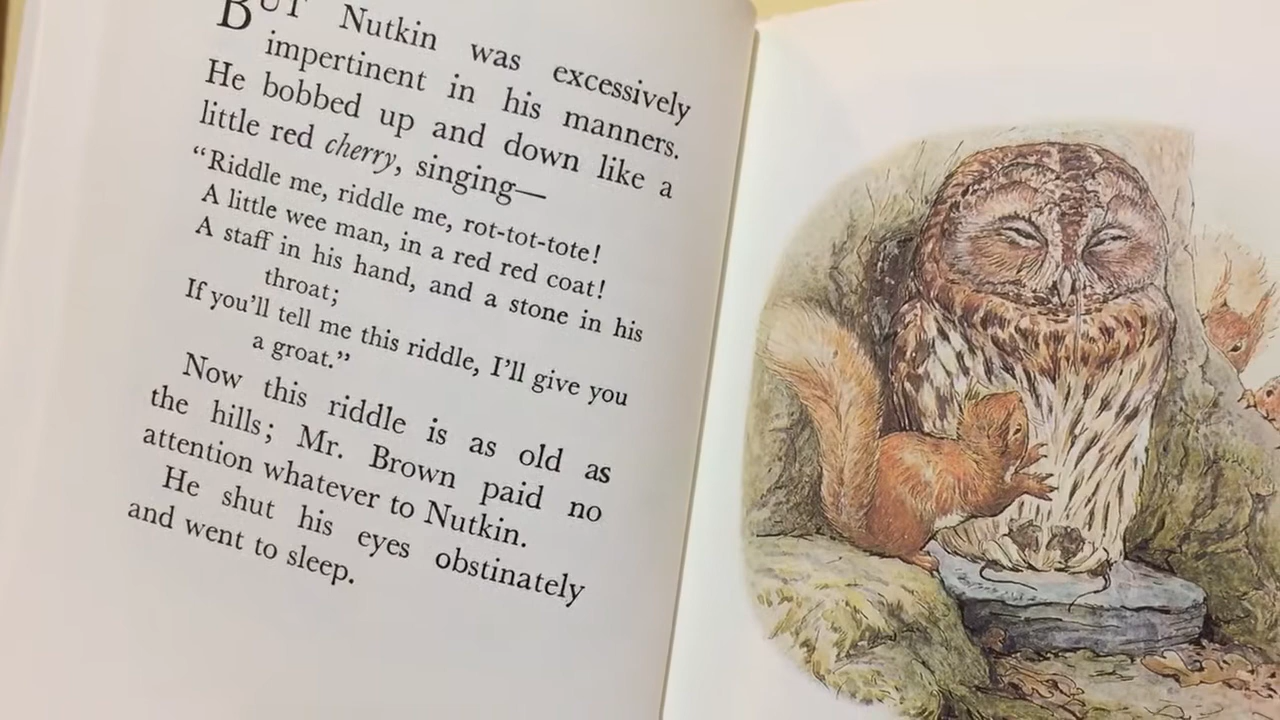 BUT Nutkin was excessively
impertinent in his manners.
He bobbed up and down like a
little red cherry, singing—
“Riddle me, riddle me, rot-tot-tote!
A little wee man, in a red red coat!
A staff in his hand, and a stone in his
throat;
If you’ll tell me this riddle, I’ll give you
a groat.”
Now this riddle is as old as
the hills; Mr. Brown paid no
attention whatever to Nutkin.
He shut his eyes obstinately
and went to sleep.